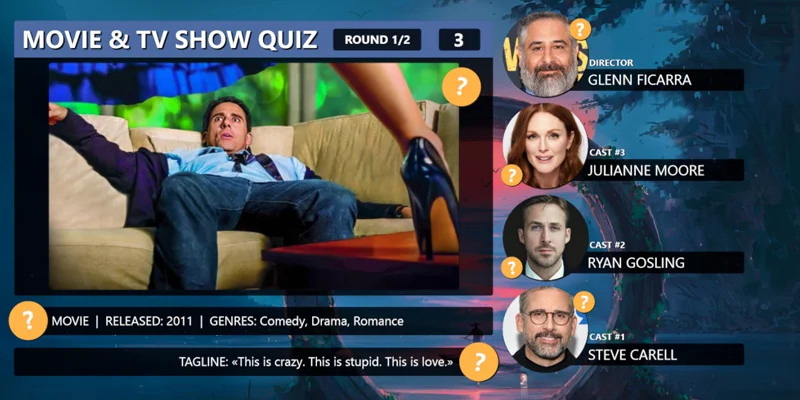 MOVIE & TV SHOW QUIZ
ROUND 1/2
3
?
? MOVIE | RELEASED: 2011 | GENRES: Comedy, Drama, Romance
TAGLINE: «This is crazy. This is stupid. This is love.» ?
?
DIRECTOR
GLENN FICARRA
CAST #3
? JULIANNE MOORE
CAST #2
? RYAN GOSLING
?
CAST #1
STEVE CARELL